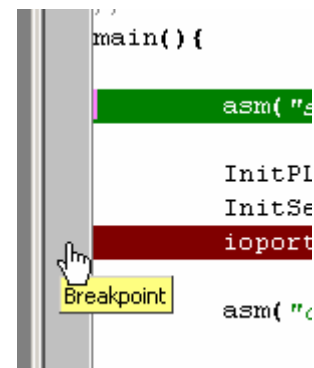 main(){
asm("s
InitPL
InitSe
ioport
Breakpoint
asm("c